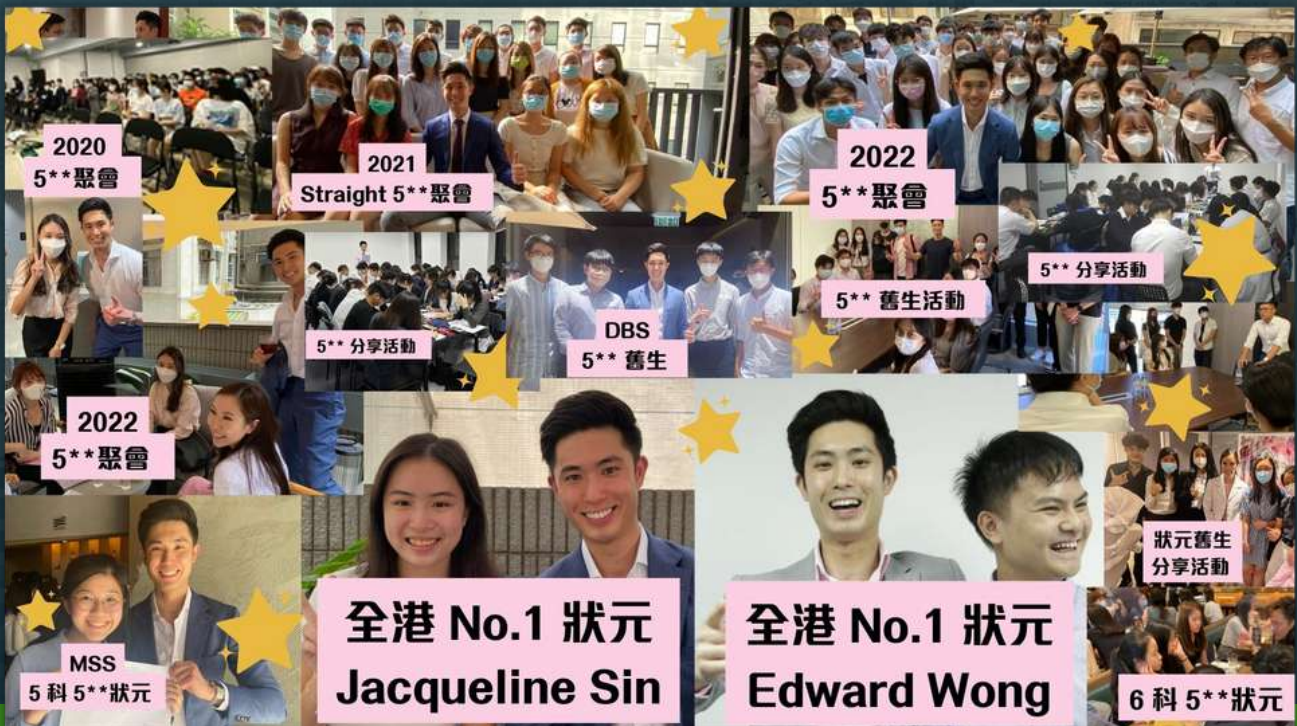 2020
5**聚會
2021
Straight 5**聚會
2022
5**聚會
5** 分享活動
5** 分享活動
DBS
5** 舊生
5** 舊生活動
2022
5**聚會
MSS
5 科 5**狀元
全港 No.1 狀元
Jacqueline Sin
全港 No.1 狀元
Edward Wong
狀元舊生
分享活動
6 科 5**狀元